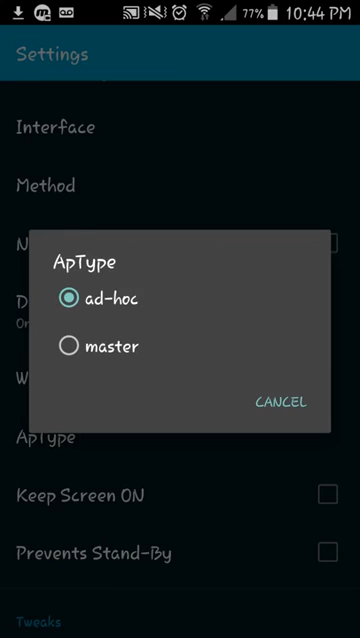 77% 10:44 PM
Settings
Interface
Method
N
ApType
ad-hoc
D
Or
master
W
CANCEL
ApType
Keep Screen ON
Prevents Stand-By
Tweaks